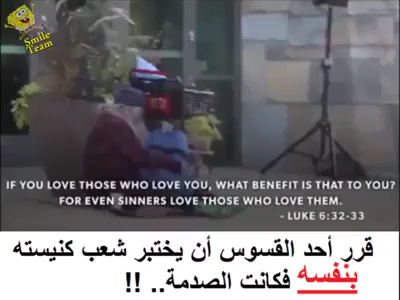 Smile
Team
IF YOU LOVE THOSE WHO LOVE YOU, WHAT BENEFIT IS THAT TO YOU?
FOR EVEN SINNERS LOVE THOSE WHO LOVE THEM.
- LUKE 6:32-33
قرر أحد القسوس أن يختبر شعب كنيسته
بنفسه فكانت الصدمة.. !!